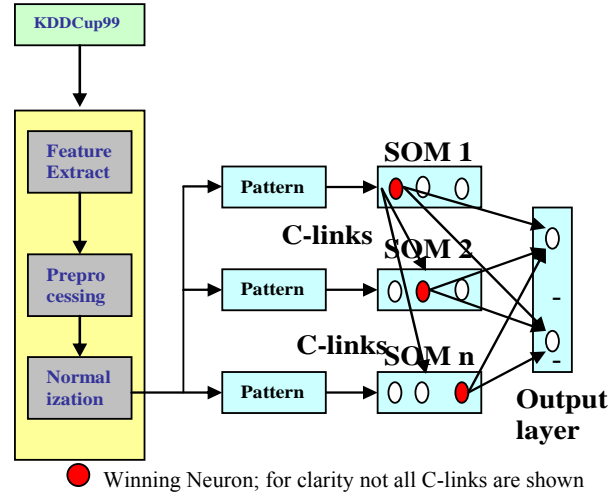 KDDCup99
Feature
Extract
Prepro
cessing
Normal
ization
Pattern
Pattern
Pattern
SOM 1
C-links
SOM 2
C-links
SOM n
-
-
Output
layer
Winning Neuron; for clarity not all C-links are shown